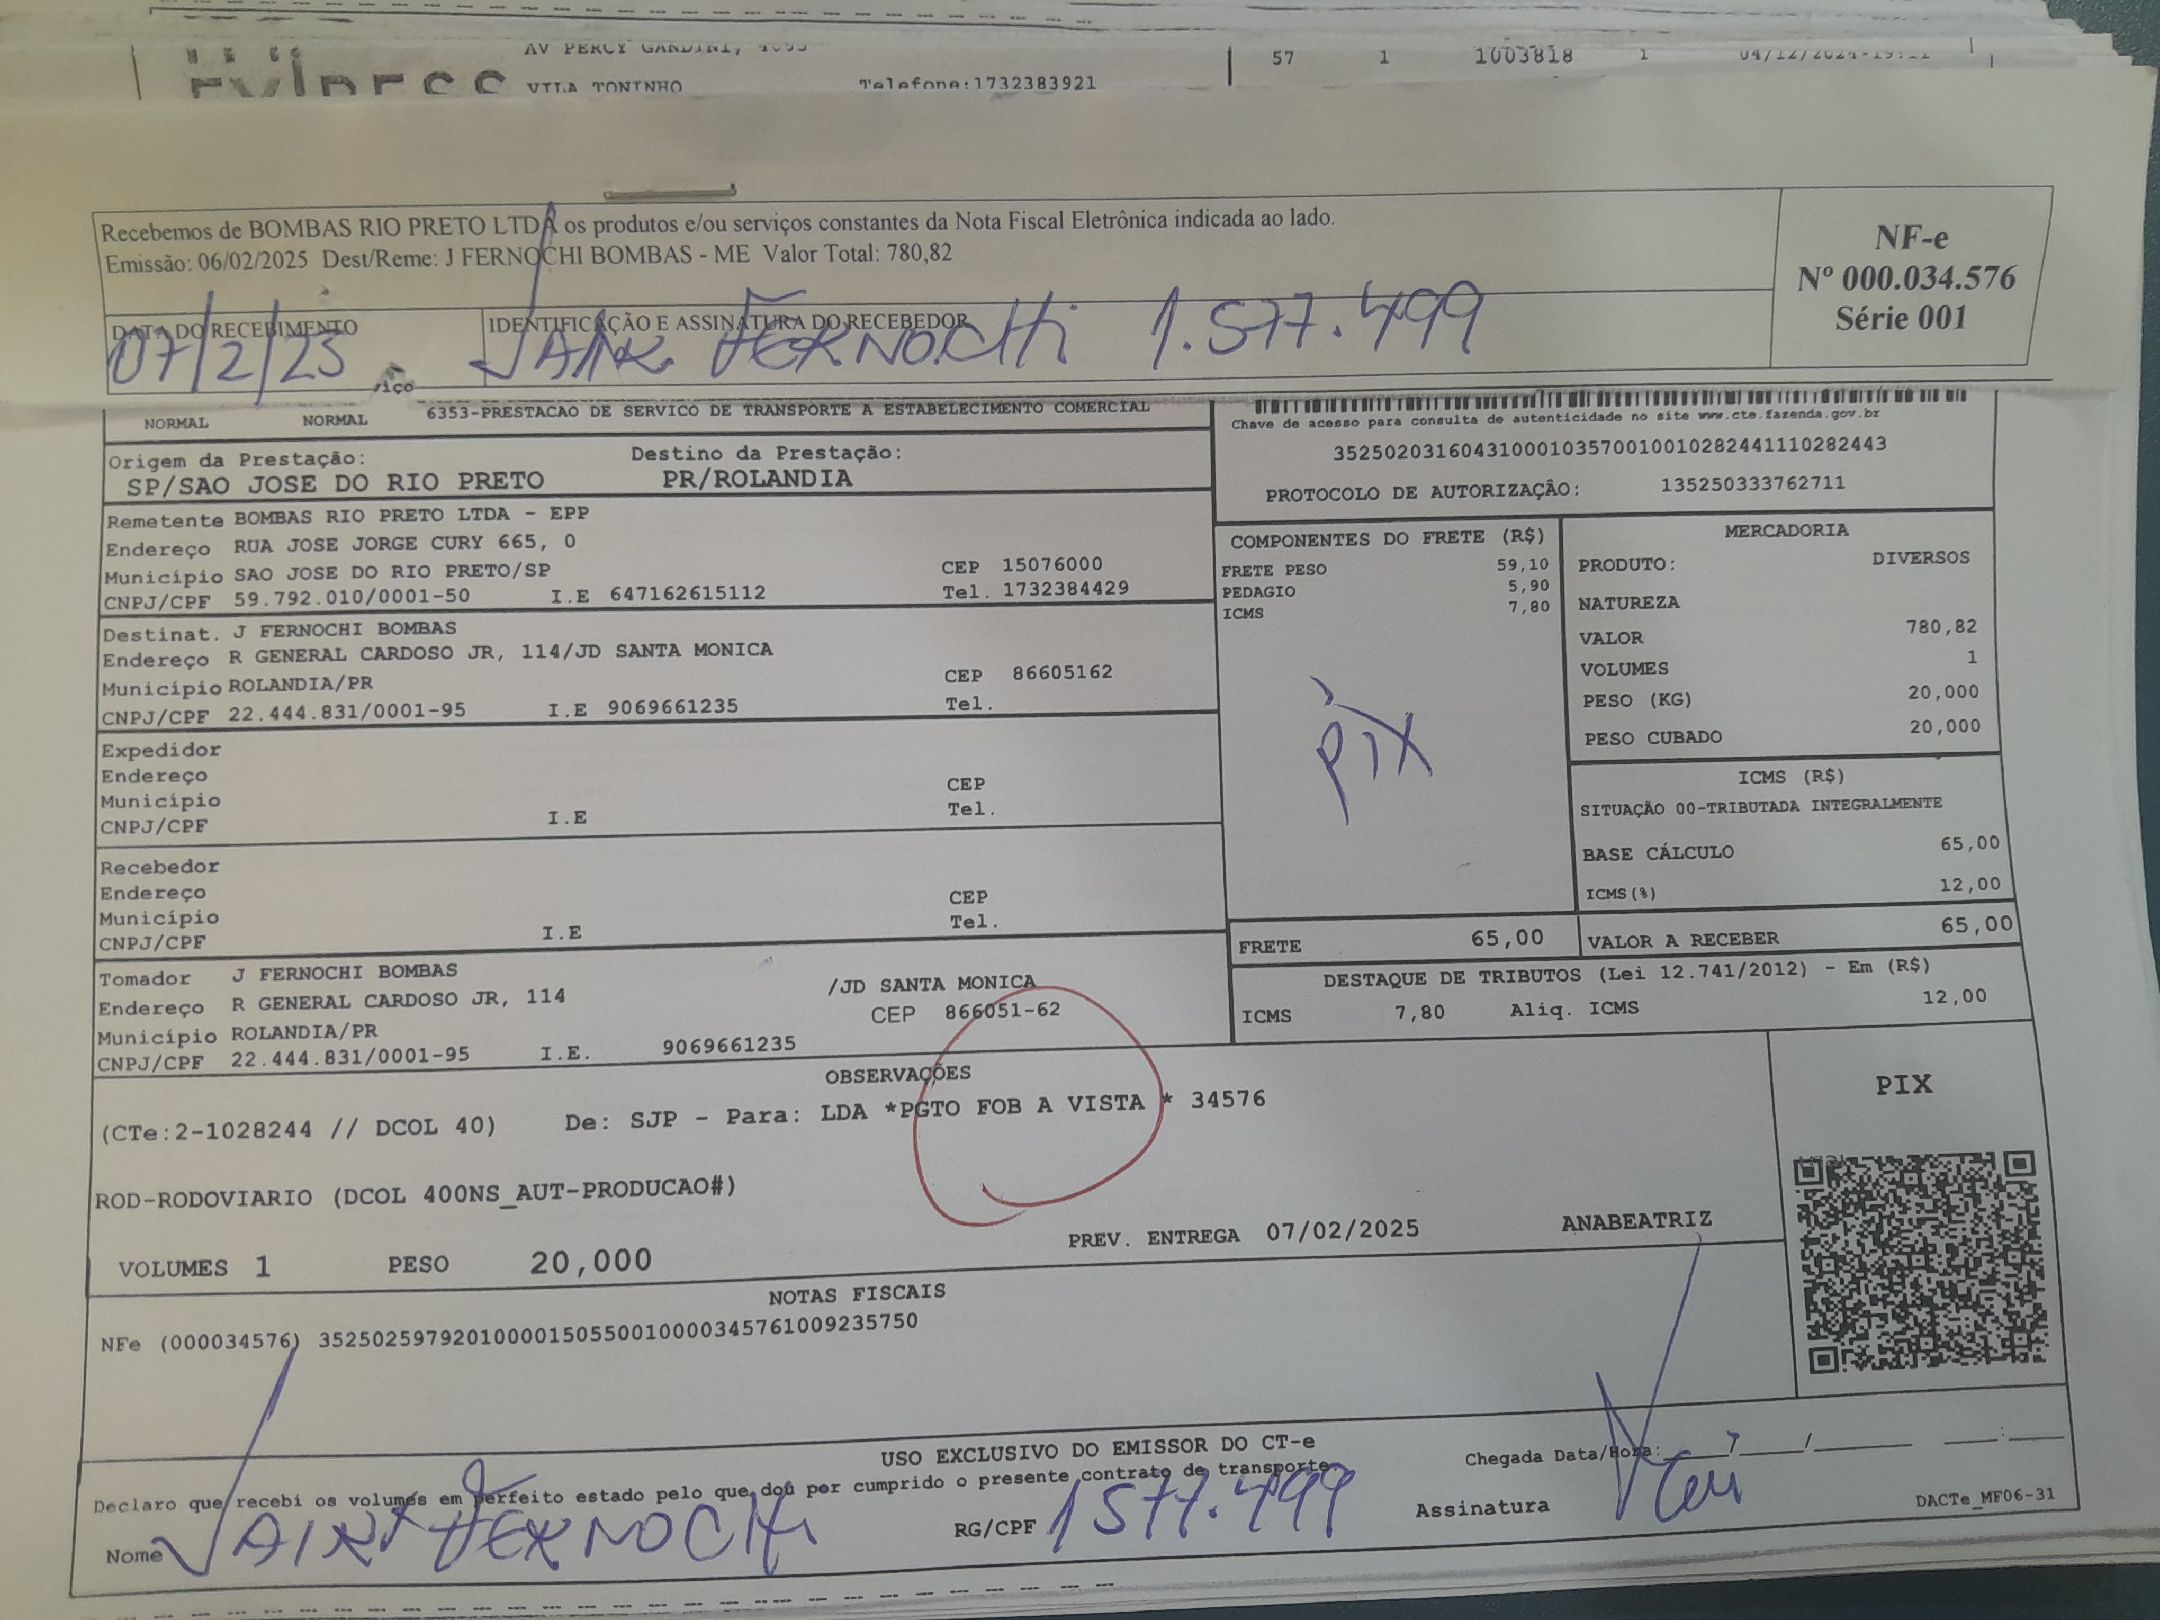 AV PERCY GANDINI,
57 1 1003818 1 04/12/2024-19:11
VILA TONINHO Telefone:1732383921
Recebemos de BOMBAS RIO PRETO LTDA os produtos e/ou serviços constantes da Nota Fiscal Eletrônica indicada ao lado.
Emissão: 06/02/2025 Dest/Reme: J FERNOCHI BOMBAS - ME Valor Total: 780,82
NF-e
Nº 000.034.576
Série 001
DATA DO RECEBIMENTO
07/2/25
IDENTIFICAÇÃO E ASSINATURA DO RECEBEDOR
JAIR FERNOCHI 1.577.499
viço
NORMAL NORMAL 6353-PRESTACAO DE SERVICO DE TRANSPORTE A ESTABELECIMENTO COMERCIAL
Chave de acesso para consulta de autenticidade no site www.cte.fazenda.gov.br
35250203160431000103570010010282441110282443
PROTOCOLO DE AUTORIZAÇÃO: 135250333762711
Origem da Prestação: Destino da Prestação:
SP/SAO JOSE DO RIO PRETO PR/ROLANDIA
Remetente BOMBAS RIO PRETO LTDA - EPP
Endereço RUA JOSE JORGE CURY 665, 0
Município SAO JOSE DO RIO PRETO/SP CEP 15076000
CNPJ/CPF 59.792.010/0001-50 I.E 647162615112 Tel. 1732384429
Destinat. J FERNOCHI BOMBAS
Endereço R GENERAL CARDOSO JR, 114/JD SANTA MONICA
Município ROLANDIA/PR CEP 86605162
CNPJ/CPF 22.444.831/0001-95 I.E 9069661235 Tel.
Expedidor
Endereço
Município CEP
CNPJ/CPF I.E Tel.
Recebedor
Endereço
Município CEP
CNPJ/CPF I.E Tel.
Tomador J FERNOCHI BOMBAS
Endereço R GENERAL CARDOSO JR, 114 /JD SANTA MONICA
Município ROLANDIA/PR CEP 866051-62
CNPJ/CPF 22.444.831/0001-95 I.E. 9069661235
COMPONENTES DO FRETE (R$)
FRETE PESO 59,10
PEDAGIO 5,90
ICMS 7,80
PIX
MERCADORIA
PRODUTO: DIVERSOS
NATUREZA
VALOR 780,82
VOLUMES 1
PESO (KG) 20,000
PESO CUBADO 20,000
ICMS (R$)
SITUAÇÃO 00-TRIBUTADA INTEGRALMENTE
BASE CÁLCULO 65,00
ICMS(%) 12,00
FRETE 65,00 VALOR A RECEBER 65,00
DESTAQUE DE TRIBUTOS (Lei 12.741/2012) - Em (R$)
ICMS 7,80 Aliq. ICMS 12,00
OBSERVAÇÕES
(CTe:2-1028244 // DCOL 40) De: SJP - Para: LDA *PGTO FOB A VISTA * 34576
ROD-RODOVIARIO (DCOL 400NS_AUT-PRODUCAO#)
PREV. ENTREGA 07/02/2025 ANABEATRIZ
VOLUMES 1 PESO 20,000
PIX
NOTAS FISCAIS
NFe (000034576) 35250259792010000150550010000345761009235750
USO EXCLUSIVO DO EMISSOR DO CT-e
Declaro que recebi os volumes em perfeito estado pelo que dou por cumprido o presente contrato de transporte.
Chegada Data/Hora: ____/____/______ ___:___
Nome JAIR FERNOCHI RG/CPF 1577.499 Assinatura
DACTe_MF06-31